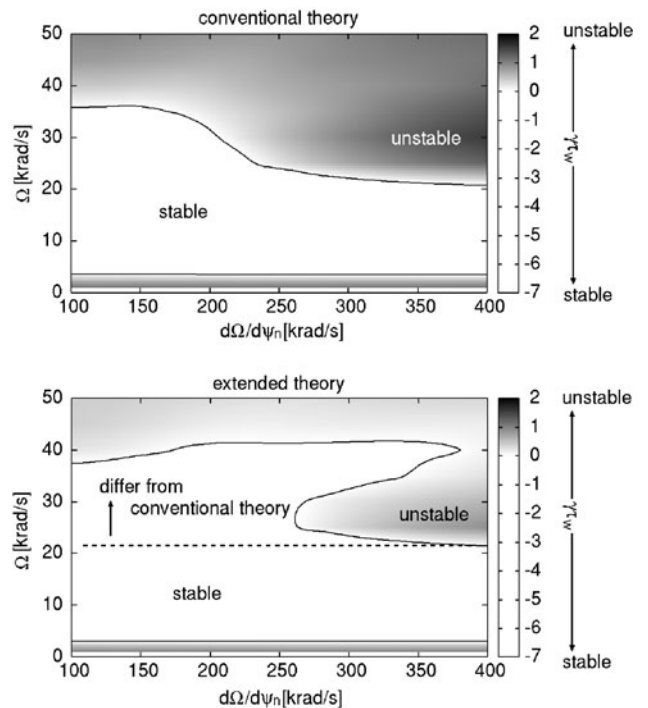 conventional theory
50
40
30
20
10
0
Ω [krad/s]
unstable
stable
100 150 200 250 300 350 400
dΩ/dψn[krad/s]
2
1
0
-1
-2
-3
-4
-5
-6
-7
unstable
γτw
stable
extended theory
50
40
30
20
10
0
Ω [krad/s]
differ from
conventional theory
unstable
stable
100 150 200 250 300 350 400
dΩ/dψn[krad/s]
2
1
0
-1
-2
-3
-4
-5
-6
-7
unstable
γτw
stable